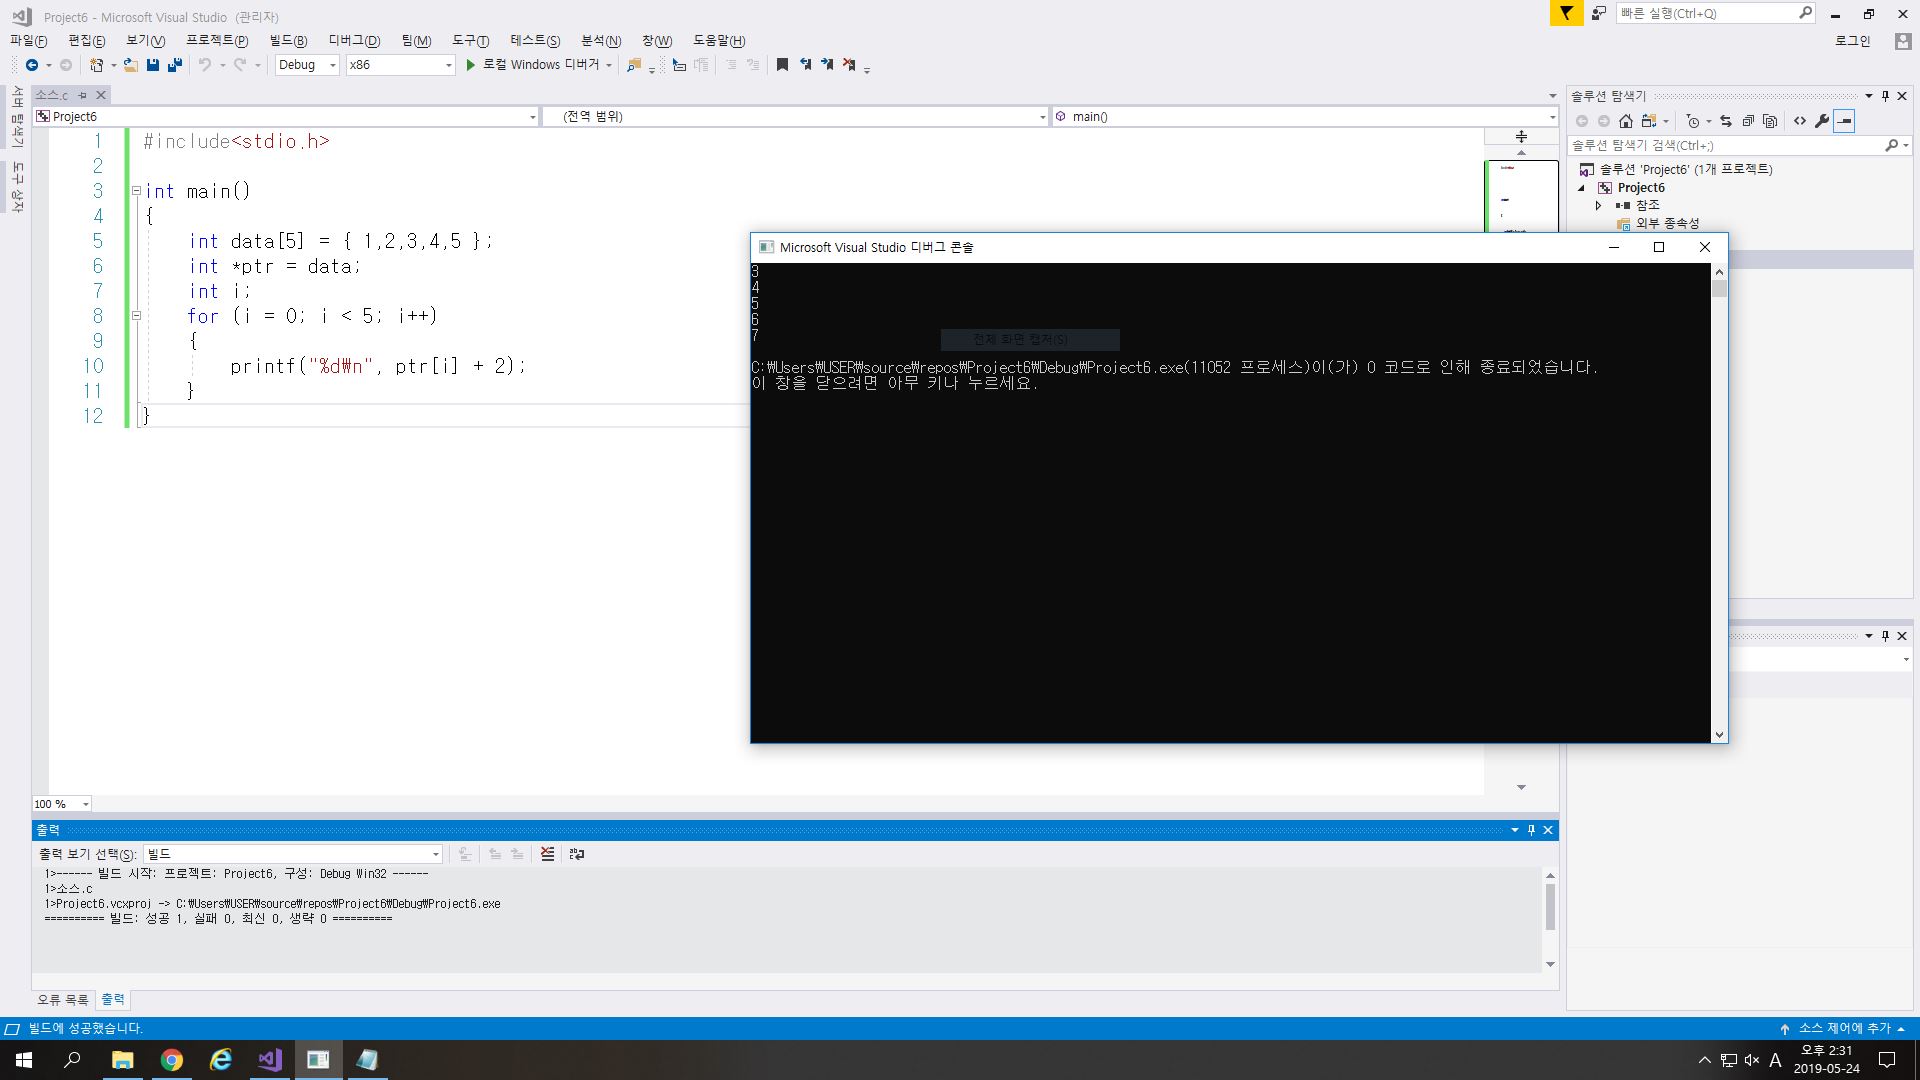 Project6 - Microsoft Visual Studio (관리자)
빠른 실행(Ctrl+Q)
파일(F) 편집(E) 보기(V) 프로젝트(P) 빌드(B) 디버그(D) 팀(M) 도구(T) 테스트(S) 분석(N) 창(W) 도움말(H)
로그인
Debug x86 로컬 Windows 디버거
서버 탐색기
도구 상자
소스.c
Project6 (전역 범위) main()
1 #include<stdio.h>
2
3 int main()
4 {
5 int data[5] = { 1,2,3,4,5 };
6 int *ptr = data;
7 int i;
8 for (i = 0; i < 5; i++)
9 {
10 printf("%d₩n", ptr[i] + 2);
11 }
12 }
솔루션 탐색기
솔루션 탐색기 검색(Ctrl+;)
솔루션 'Project6' (1개 프로젝트)
Project6
참조
외부 종속성
Microsoft Visual Studio 디버그 콘솔
3
4
5
6
7
전체 화면 캡처(S)
C:₩Users₩USER₩source₩repos₩Project6₩Debug₩Project6.exe(11052 프로세스)이(가) 0 코드로 인해 종료되었습니다.
이 창을 닫으려면 아무 키나 누르세요.
100 %
출력
출력 보기 선택(S): 빌드
1>------ 빌드 시작: 프로젝트: Project6, 구성: Debug Win32 ------
1>소스.c
1>Project6.vcxproj -> C:₩Users₩USER₩source₩repos₩Project6₩Debug₩Project6.exe
========== 빌드: 성공 1, 실패 0, 최신 0, 생략 0 ==========
오류 목록 출력
빌드에 성공했습니다.
소스 제어에 추가
A
오후 2:31
2019-05-24